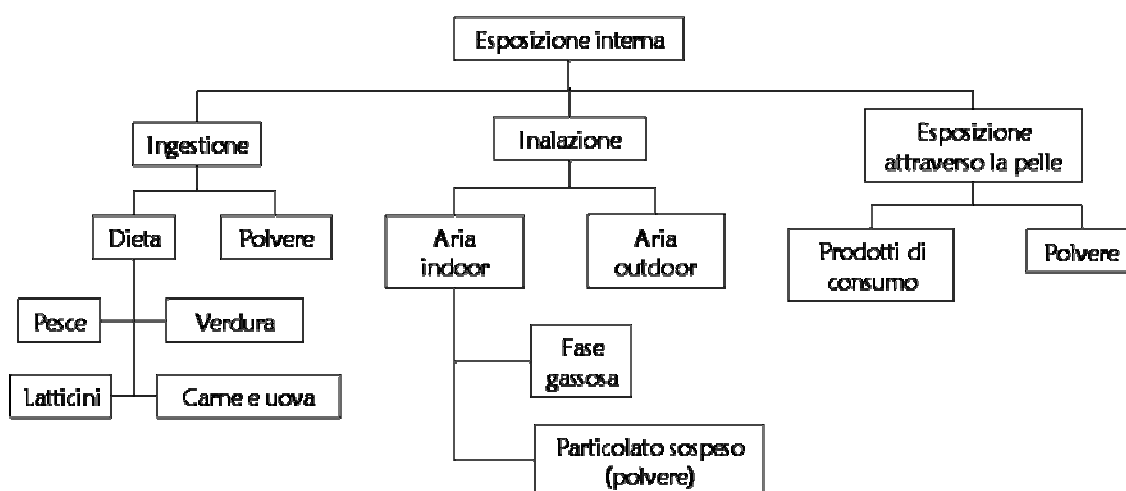 Esposizione interna
Ingestione
Inalazione
Esposizione
attraverso la pelle
Dieta
Polvere
Aria
indoor
Aria
outdoor
Prodotti di
consumo
Polvere
Pesce
Verdura
Fase
gassosa
Latticini
Carne e uova
Particolato sospeso
(polvere)